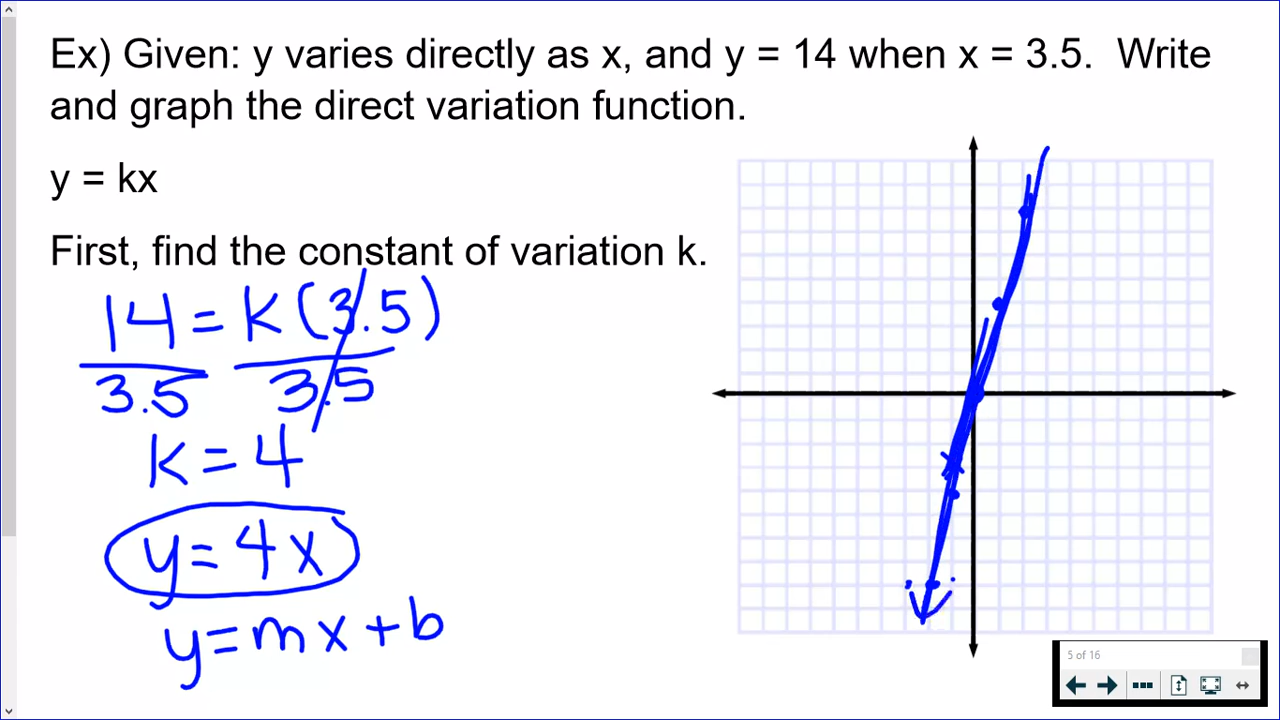 Ex) Given: y varies directly as x, and y = 14 when x = 3.5. Write
and graph the direct variation function.
y = kx
First, find the constant of variation k.
14 = k (3.5)
3.5 3.5
k = 4
y = 4x
y = mx + b
5 of 16